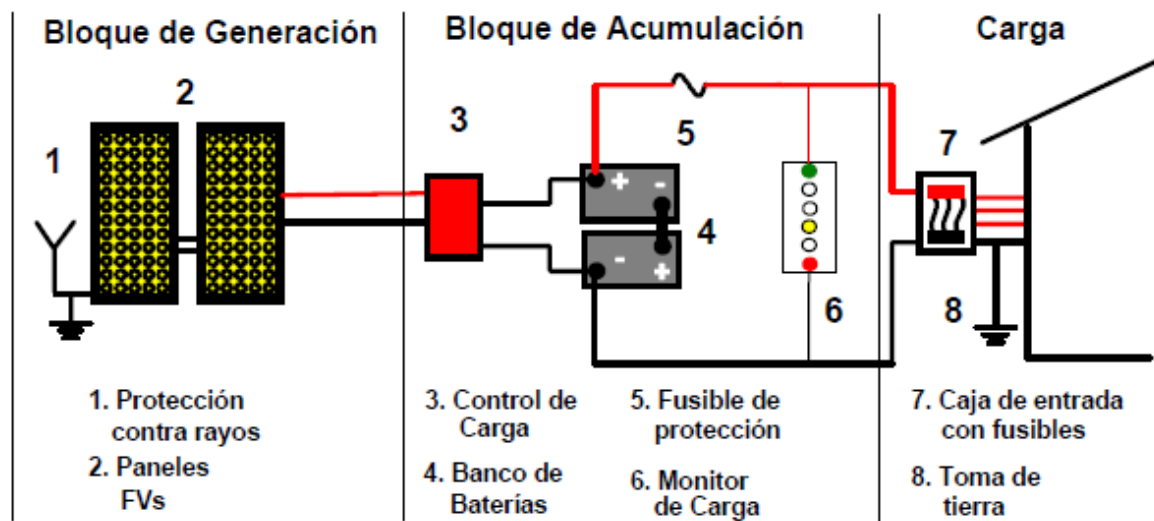 Bloque de Generación
Bloque de Acumulación
Carga
1
2
3
5
4
6
7
8
+
-
-
+
1. Protección
contra rayos
2. Paneles
FVs
3. Control de
Carga
4. Banco de
Baterías
5. Fusible de
protección
6. Monitor
de Carga
7. Caja de entrada
con fusibles
8. Toma de
tierra